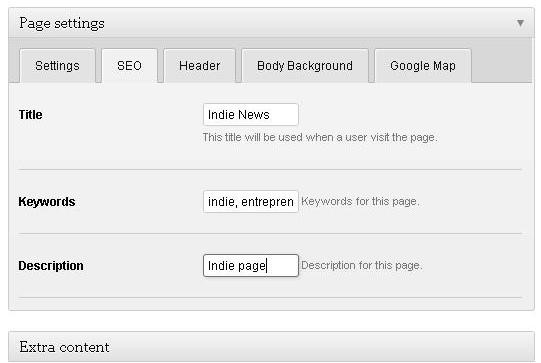 Page settings
Settings SEO Header Body Background Google Map
Title Indie News
This title will be used when a user visit the page.
Keywords indie, entrepren Keywords for this page.
Description Indie page Description for this page.
Extra content